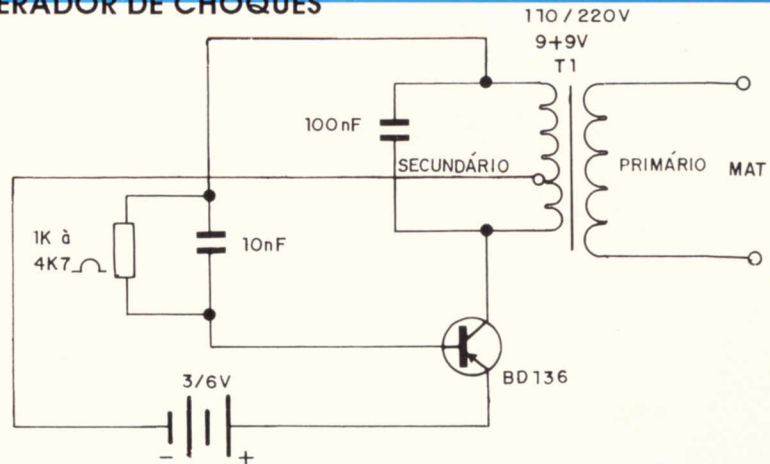 ERADOR DE CHOQUES
110/220V
9+9V
T1
100nF
SECUNDÁRIO
PRIMÁRIO
MAT
1K à
4K7
10nF
BD136
3/6V
- +